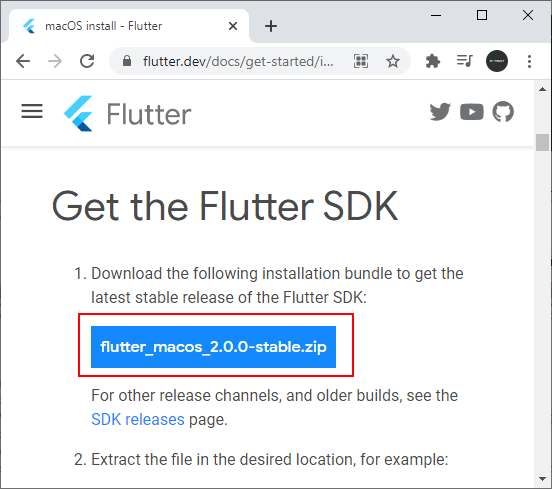 macOS install - Flutter
flutter.dev/docs/get-started/i...
Flutter
Get the Flutter SDK
1. Download the following installation bundle to get the
latest stable release of the Flutter SDK:
flutter_macos_2.0.0-stable.zip
For other release channels, and older builds, see the
SDK releases page.
2. Extract the file in the desired location, for example: